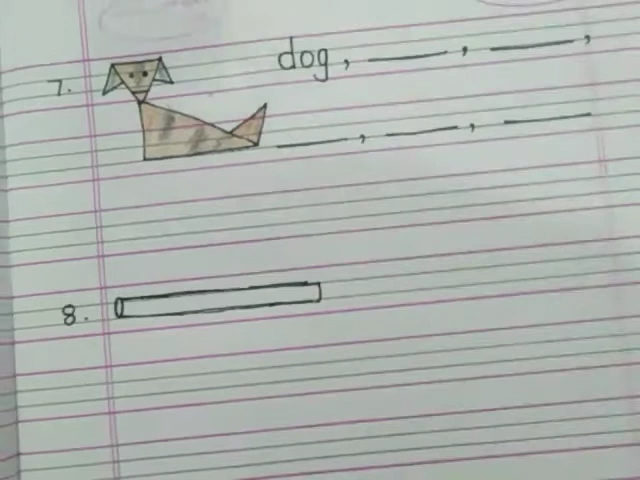 7. dog, ___, ___,
___, ___, ___
8.